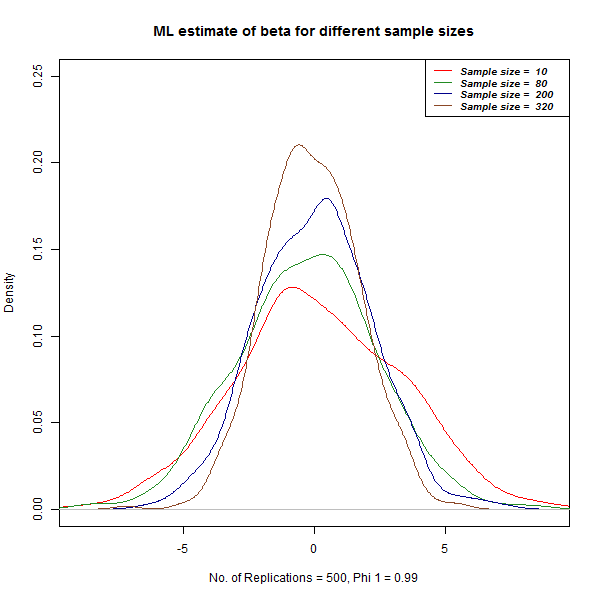 ML estimate of beta for different sample sizes
Sample size = 10
Sample size = 80
Sample size = 200
Sample size = 320
0.25
0.20
0.15
0.10
0.05
0.00
Density
-5 0 5
No. of Replications = 500, Phi 1 = 0.99